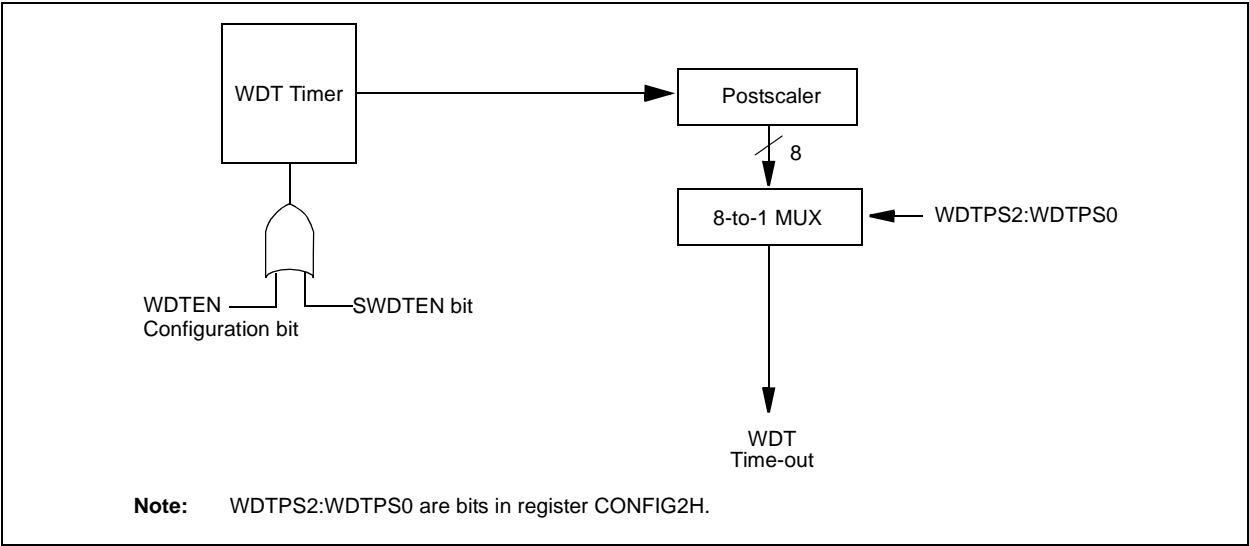 WDT Timer
Postscaler
8
8-to-1 MUX
WDTPS2:WDTPS0
WDTEN
Configuration bit
SWDTEN bit
WDT
Time-out
Note: WDTPS2:WDTPS0 are bits in register CONFIG2H.